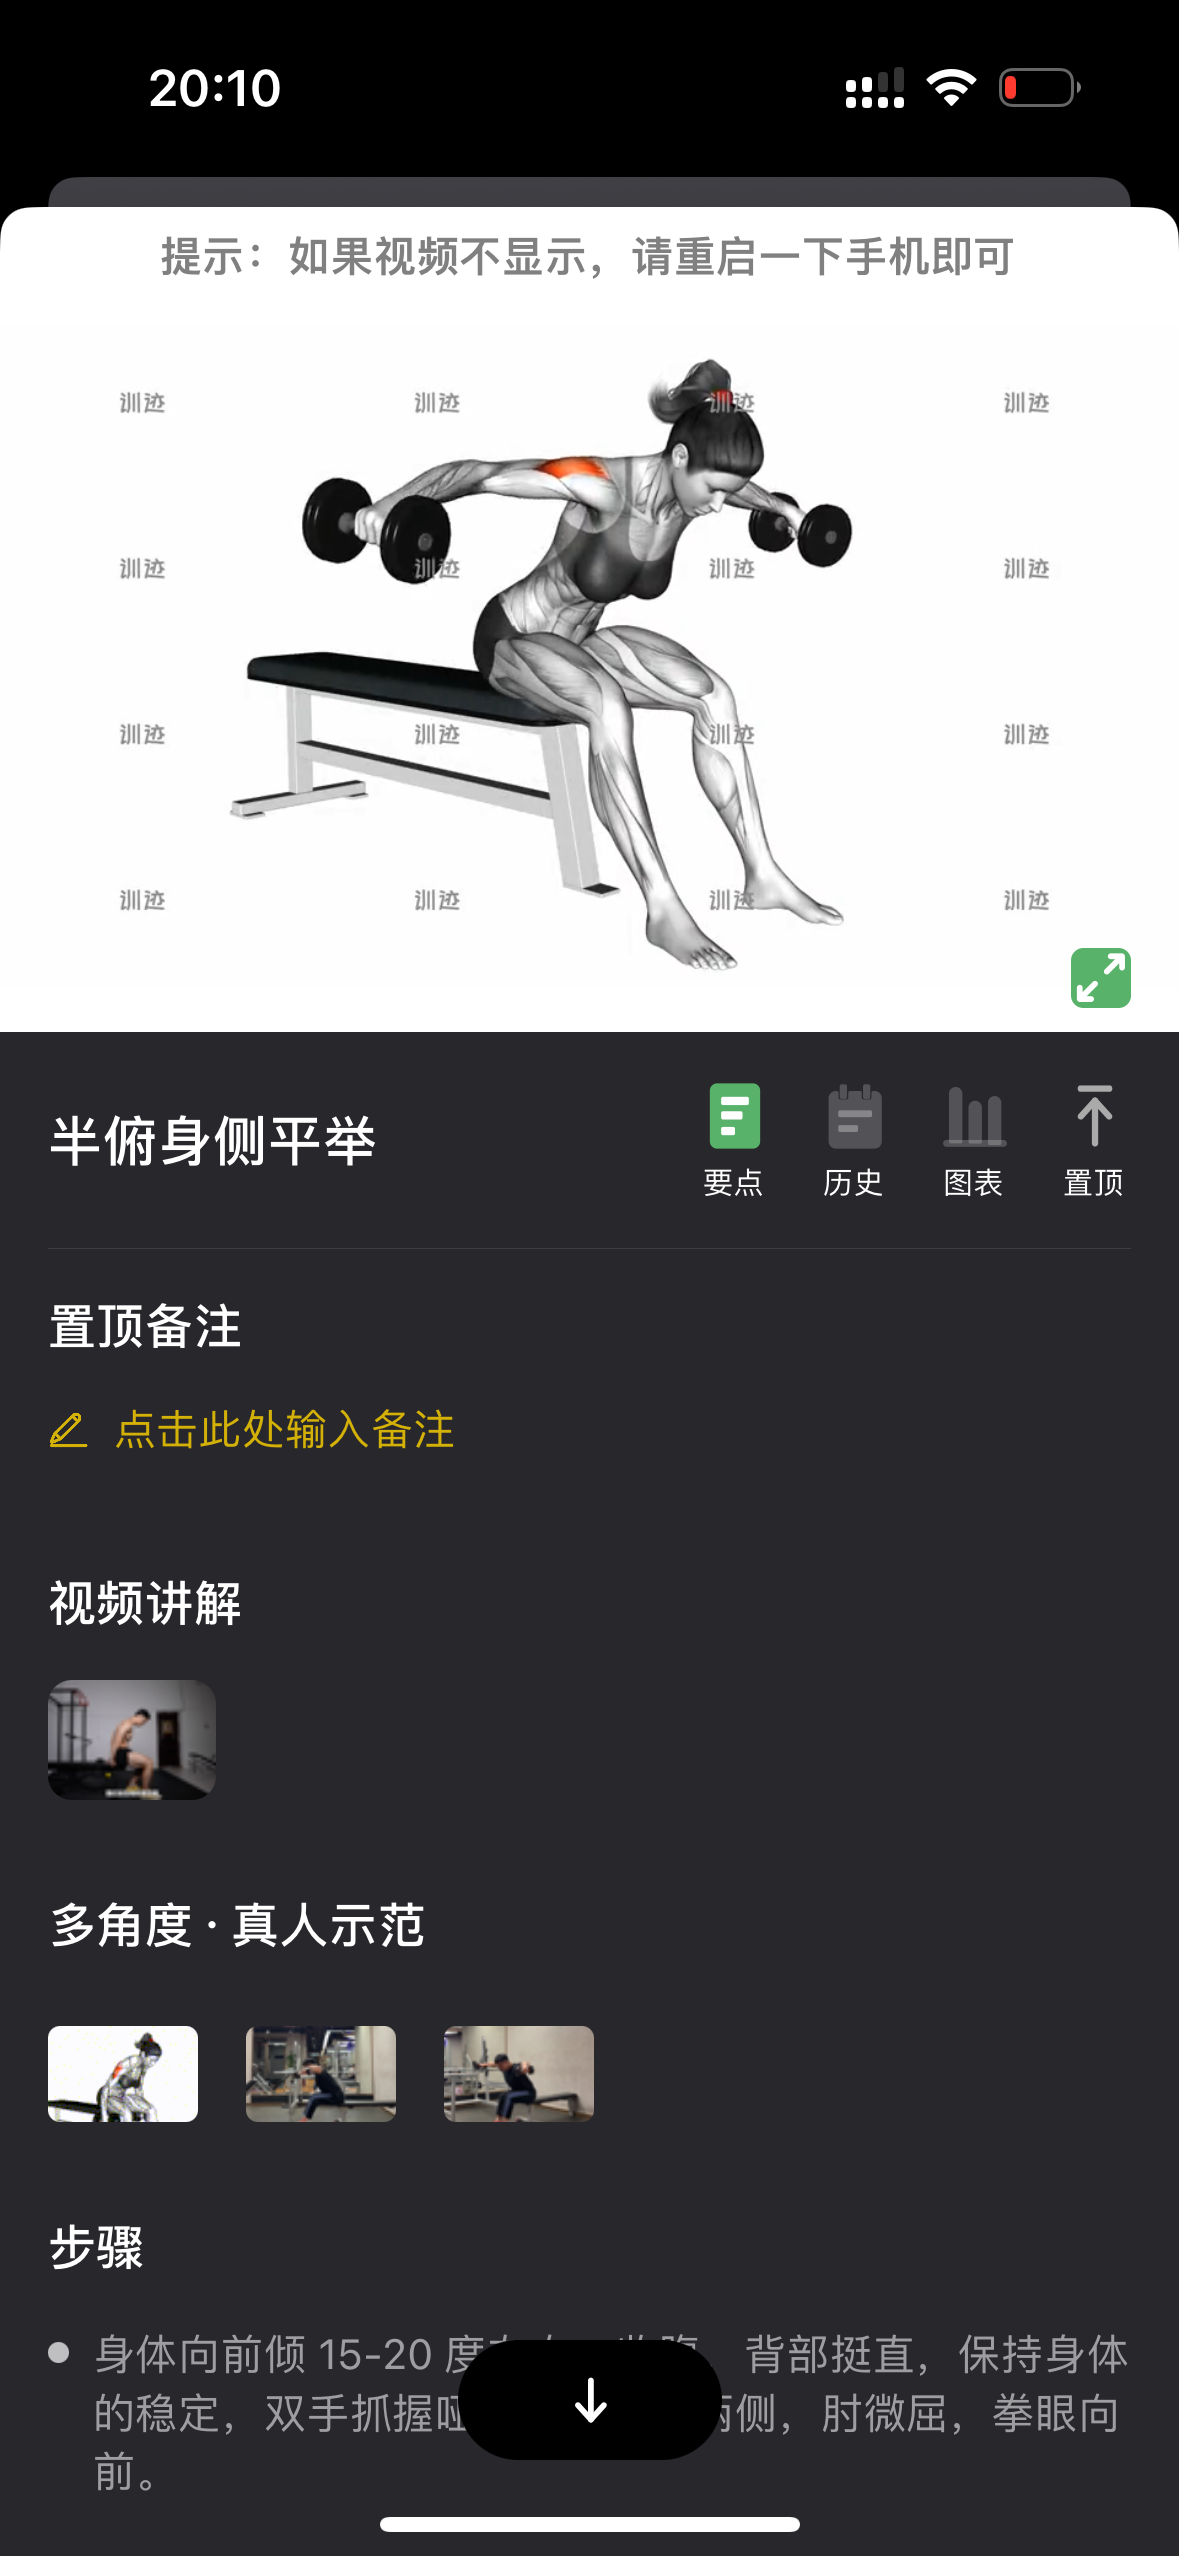 20:10
提示：如果视频不显示，请重启一下手机即可
训迹 训迹 训迹 训迹
训迹 训迹 训迹 训迹
训迹 训迹 训迹 训迹
训迹 训迹 训迹 训迹
半俯身侧平举
要点 历史 图表 置顶
置顶备注
点击此处输入备注
视频讲解
多角度 · 真人示范
步骤
身体向前倾 15-20 度 背部挺直，保持身体
的稳定，双手抓握 两侧，肘微屈，拳眼向
前。